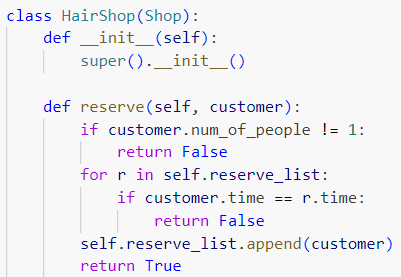 class HairShop(Shop):
    def __init__(self):
        super().__init__()

    def reserve(self, customer):
        if customer.num_of_people != 1:
            return False
        for r in self.reserve_list:
            if customer.time == r.time:
                return False
        self.reserve_list.append(customer)
        return True